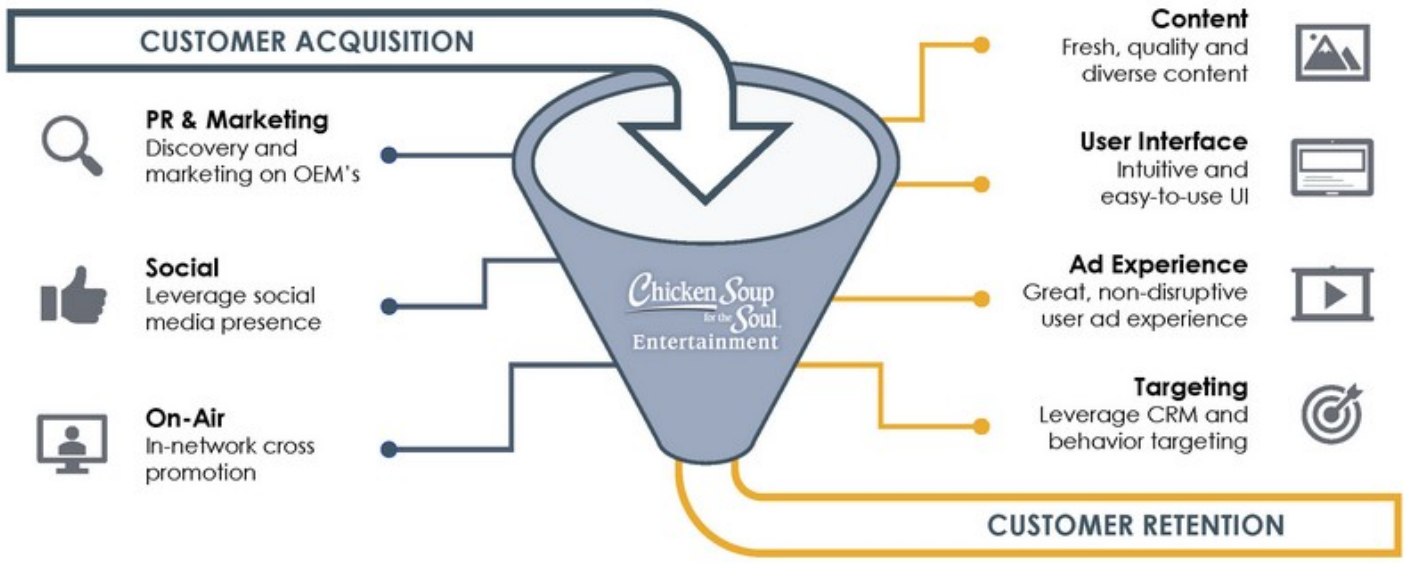 CUSTOMER ACQUISITION
PR & Marketing
Discovery and
marketing on OEM's
Social
Leverage social
media presence
On-Air
In-network cross
promotion
Chicken Soup
for the Soul
Entertainment
Content
Fresh, quality and
diverse content
User Interface
Intuitive and
easy-to-use UI
Ad Experience
Great, non-disruptive
user ad experience
Targeting
Leverage CRM and
behavior targeting
CUSTOMER RETENTION